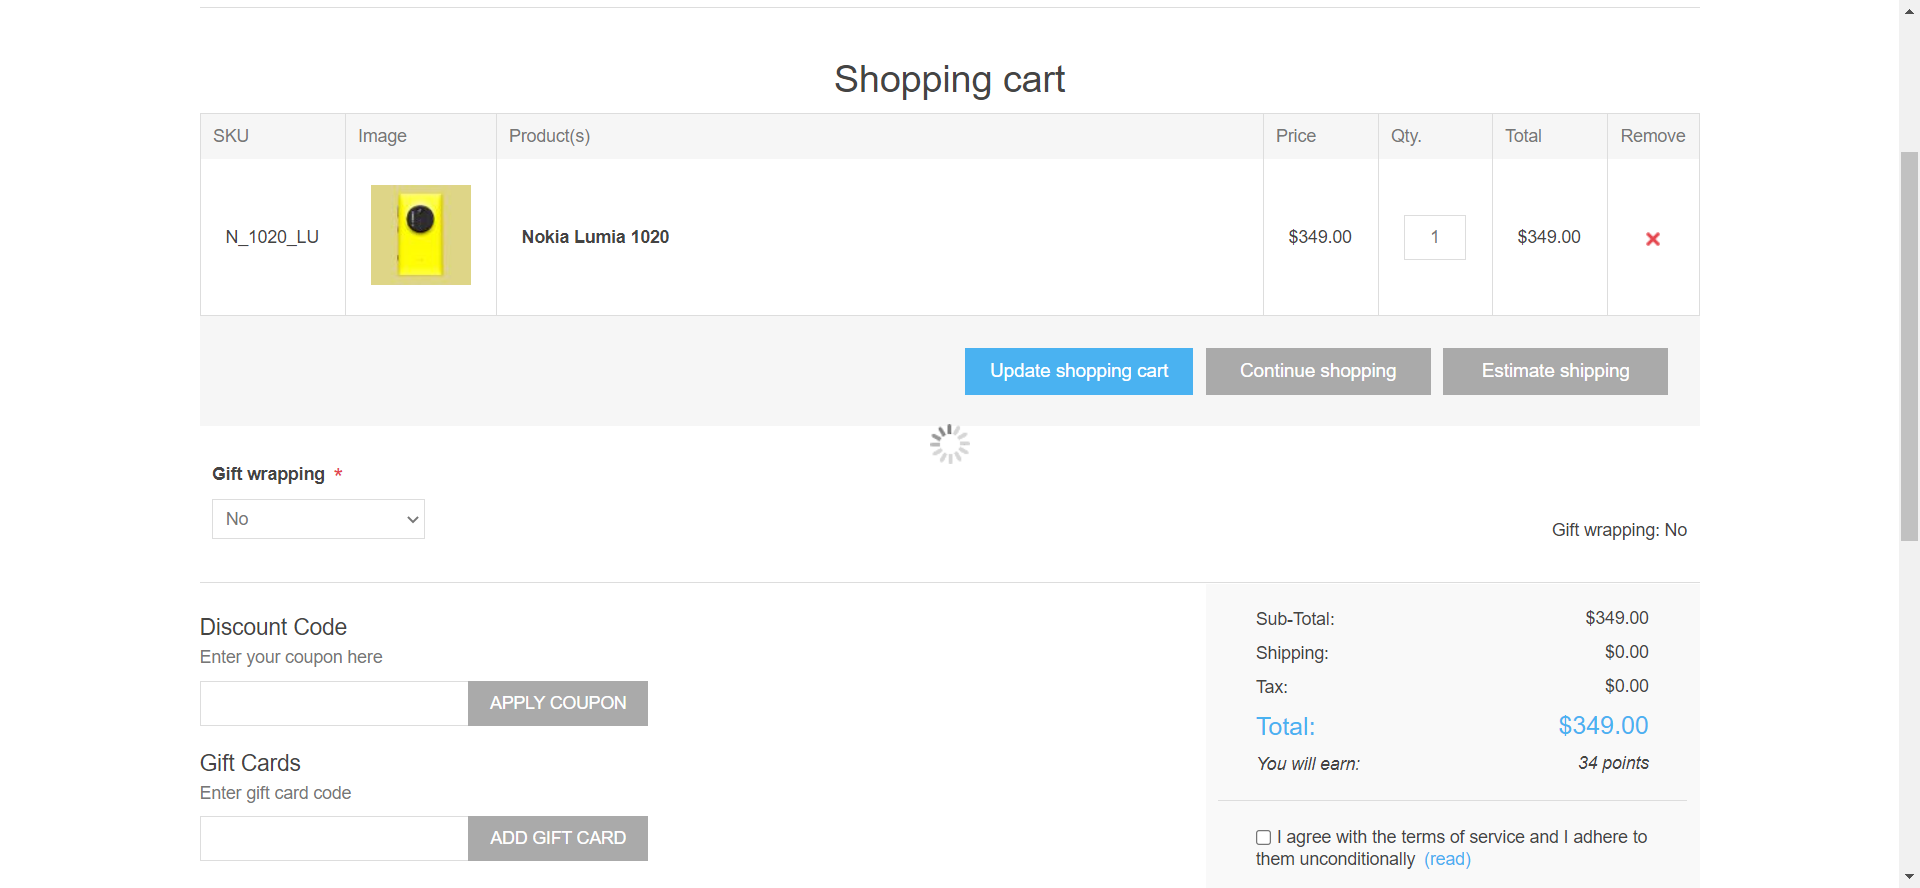 Shopping cart
SKU Image Product(s) Price Qty. Total Remove
N_1020_LU Nokia Lumia 1020 $349.00 1 $349.00
Update shopping cart Continue shopping Estimate shipping
Gift wrapping *
No
Gift wrapping: No
Discount Code
Enter your coupon here
APPLY COUPON
Gift Cards
Enter gift card code
ADD GIFT CARD
Sub-Total: $349.00
Shipping: $0.00
Tax: $0.00
Total: $349.00
You will earn: 34 points
I agree with the terms of service and I adhere to
them unconditionally (read)